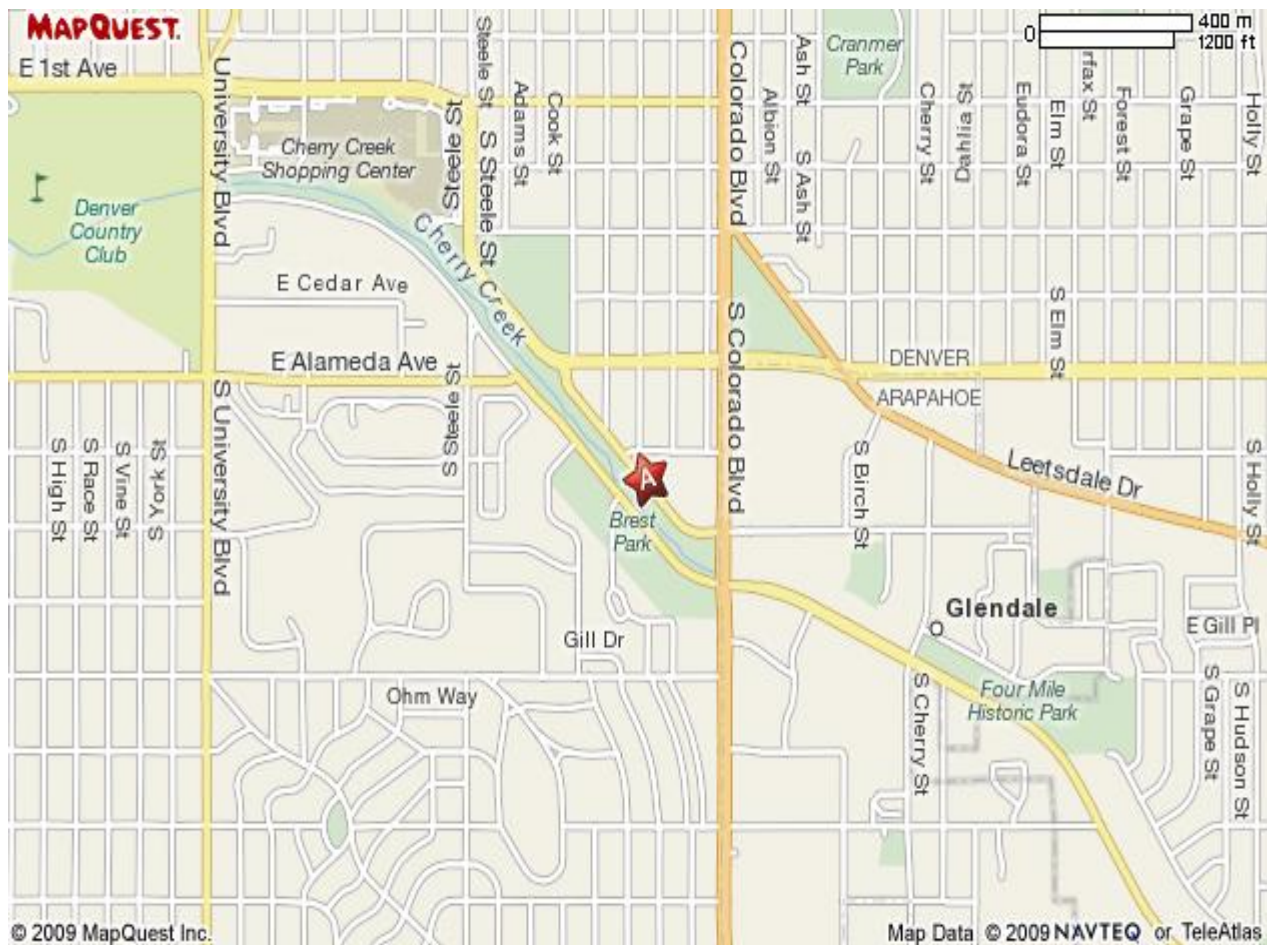 MAPQUEST.
400 m
0
1200 ft
E 1st Ave
University Blvd
Steele St
S Steele St
Steele St
Adams St
Cook St
Colorado Blvd
Albion St
Ash St
S Ash St
Cranmer
Park
Cherry St
Dahlia St
Eudora St
Elm St
rfax St
Forest St
Grape St
Holly St
Cherry Creek
Shopping Center
Denver
Country
Club
Cherry Creek
E Cedar Ave
S Elm St
E Alameda Ave
S Colorado Blvd
DENVER
ARAPAHOE
S University Blvd
S Steele St
S High St
S Race St
S Vine St
S York St
A
Brest
Park
S Birch St
Leetsdale Dr
S Holly St
Glendale
E Gill Pl
Gill Dr
Ohm Way
S Cherry St
Four Mile
Historic Park
S Grape St
S Hudson St
© 2009 MapQuest Inc.
Map Data © 2009 NAVTEQ or TeleAtlas